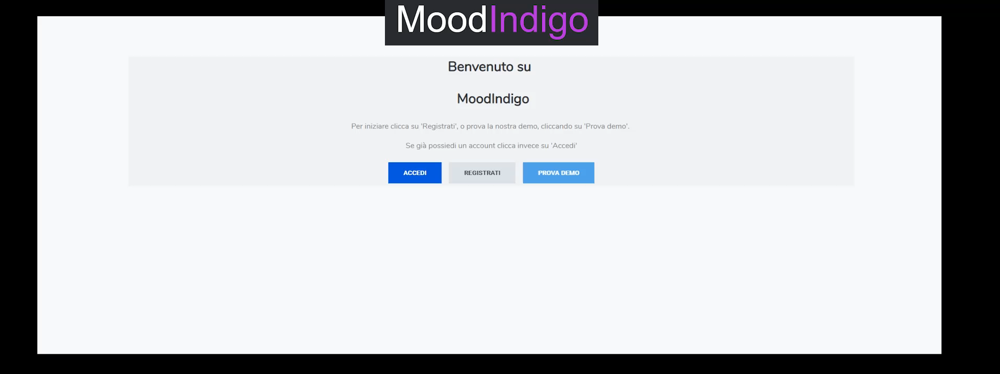 MoodIndigo
Benvenuto su
MoodIndigo
Per iniziare clicca su 'Registrati', o prova la nostra demo, cliccando su 'Prova demo'.
Se già possiedi un account clicca invece su 'Accedi'
ACCEDI REGISTRATI PROVA DEMO